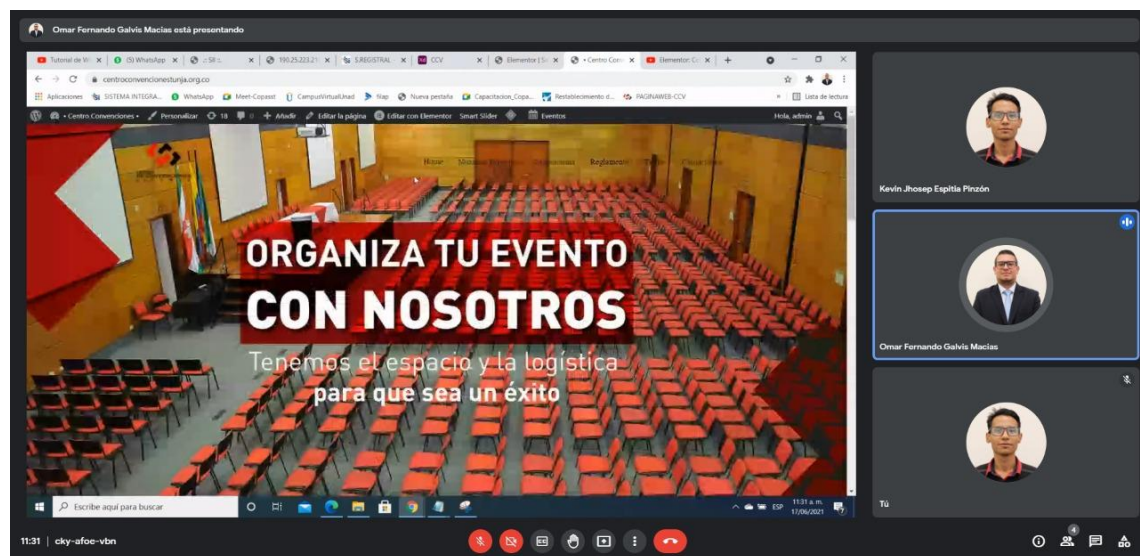 Omar Fernando Galvis Macias está presentando
Tutorial de W
(5) WhatsApp
190.25.223.21
S.REGISTRAL
CCV
Elementor | S
• Centro Con
Elementor: C
centroconvencionestunja.org.co
Aplicaciones
SISTEMA INTEGRA...
WhatsApp
Meet-Copasst
CampusVirtualUnad
Nap
Nueva pestaña
Capacitacion_Copa...
Restablecimiento d...
PAGINAWEB-CCV
Lista de lectura
• Centro Convenciones •
Personalizar
18
0
Añadir
Editar la página
Editar con Elementor
Smart Slider
Eventos
Hola, admin
Home
Reglamento
ORGANIZA TU EVENTO
CON NOSOTROS
Tenemos el espacio y la logística
para que sea un éxito
Escribe aquí para buscar
ESP
11:31 a. m.
17/06/2021
Kevin Jhosep Espitia Pinzón
Omar Fernando Galvis Macias
Tú
11:31 | cky-afoe-vbn
4